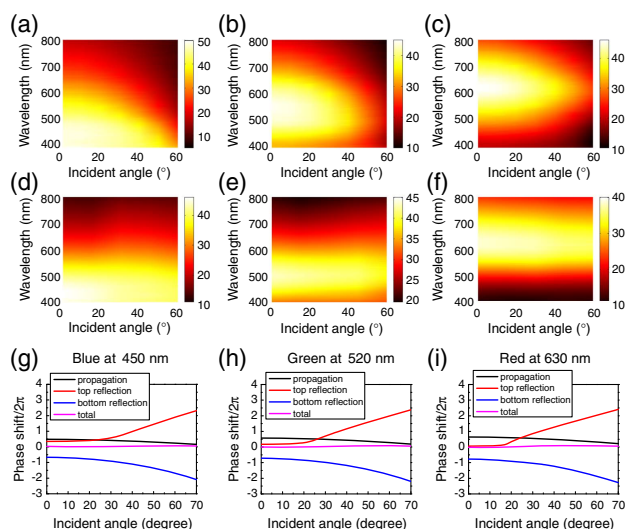 (a) (b) (c)
Wavelength (nm)
800
700
600
500
400
0 20 40 60
Incident angle (°)
50
40
30
20
10
Wavelength (nm)
800
700
600
500
400
0 20 40 60
Incident angle (°)
40
30
20
10
Wavelength (nm)
800
700
600
500
400
0 20 40 60
Incident angle (°)
40
30
20
10
(d) (e) (f)
Wavelength (nm)
800
700
600
500
400
0 20 40 60
Incident angle (°)
40
30
20
10
800
700
600
500
400
0 20 40 60
Incident angle (°)
45
40
35
30
25
20
800
700
600
500
400
0 20 40 60
Incident angle (°)
40
30
20
10
(g) Blue at 450 nm
Phase shift/2π
4
3
2
1
0
-1
-2
-3
propagation
top reflection
bottom reflection
total
0 10 20 30 40 50 60 70
Incident angle (degree)
(h) Green at 520 nm
Phase shift/2π
4
3
2
1
0
-1
-2
-3
propagation
top reflection
bottom reflection
total
0 10 20 30 40 50 60 70
Incident angle (degree)
(i) Red at 630 nm
Phase shift/2π
4
3
2
1
0
-1
-2
-3
propagation
top reflection
bottom reflection
total
0 10 20 30 40 50 60 70
Incident angle (degree)